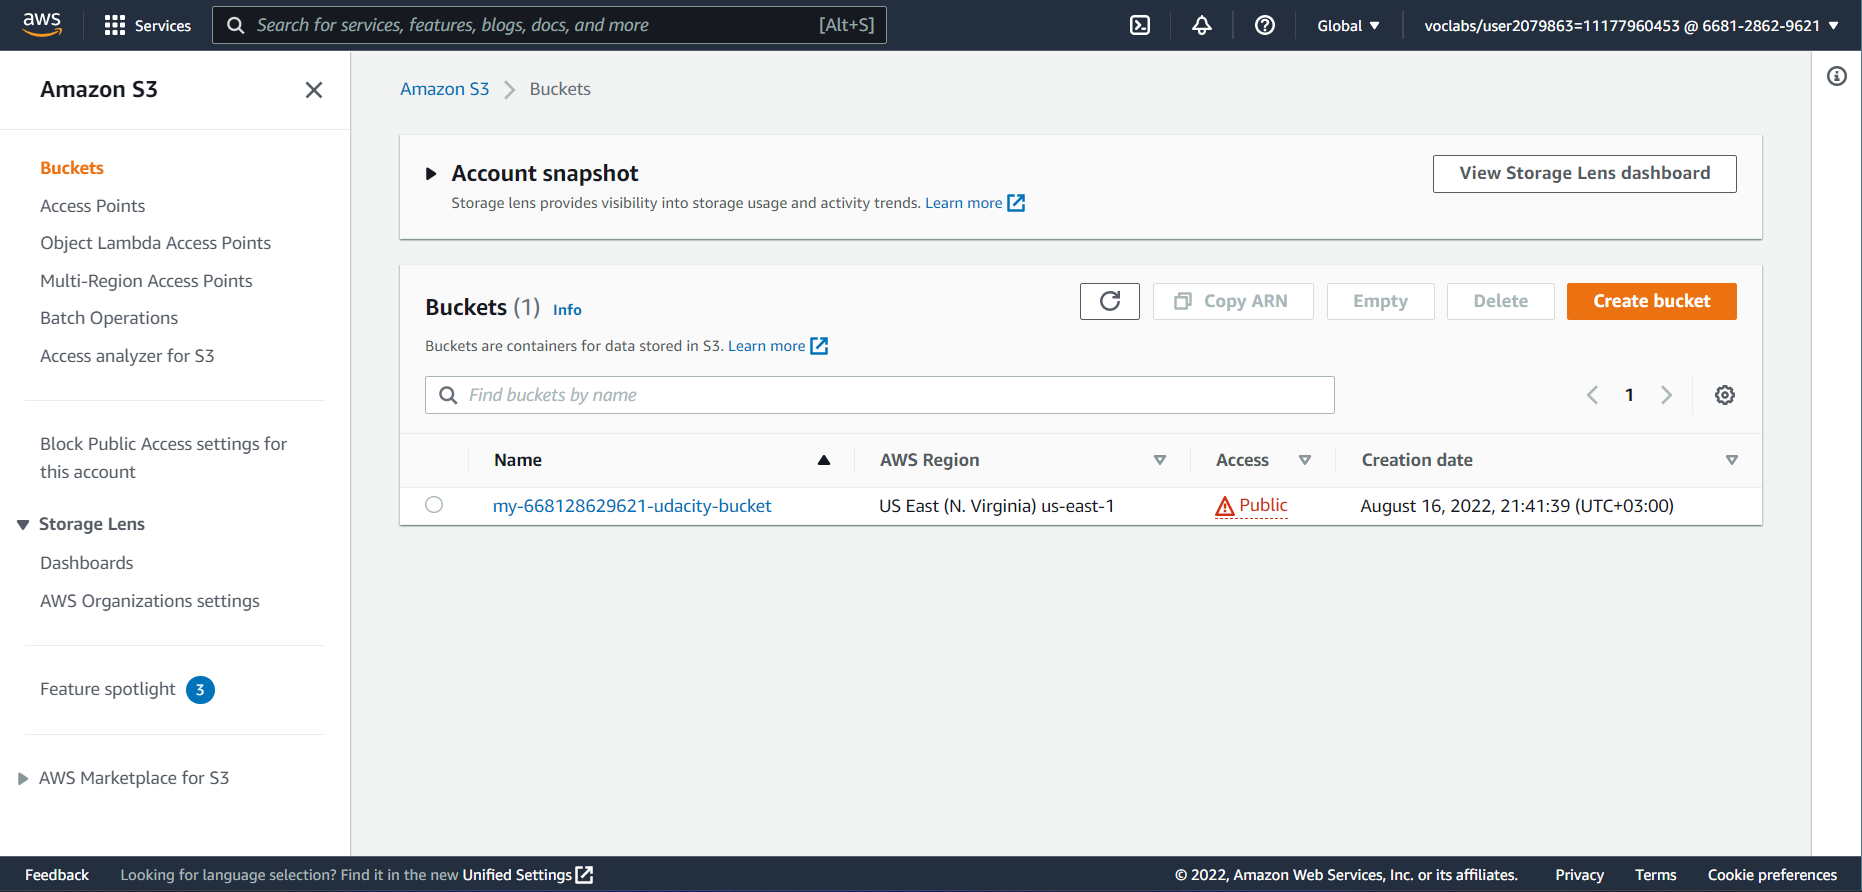 aws Services Search for services, features, blogs, docs, and more [Alt+S] Global voclabs/user2079863=11177960453 @ 6681-2862-9621
Amazon S3
Buckets
Access Points
Object Lambda Access Points
Multi-Region Access Points
Batch Operations
Access analyzer for S3
Block Public Access settings for
this account
Storage Lens
Dashboards
AWS Organizations settings
Feature spotlight 3
AWS Marketplace for S3
Amazon S3 Buckets
Account snapshot
View Storage Lens dashboard
Storage lens provides visibility into storage usage and activity trends. Learn more
Buckets (1) Info
Copy ARN Empty Delete Create bucket
Buckets are containers for data stored in S3. Learn more
Find buckets by name
1
Name AWS Region Access Creation date
my-668128629621-udacity-bucket US East (N. Virginia) us-east-1 Public August 16, 2022, 21:41:39 (UTC+03:00)
Feedback Looking for language selection? Find it in the new Unified Settings © 2022, Amazon Web Services, Inc. or its affiliates. Privacy Terms Cookie preferences